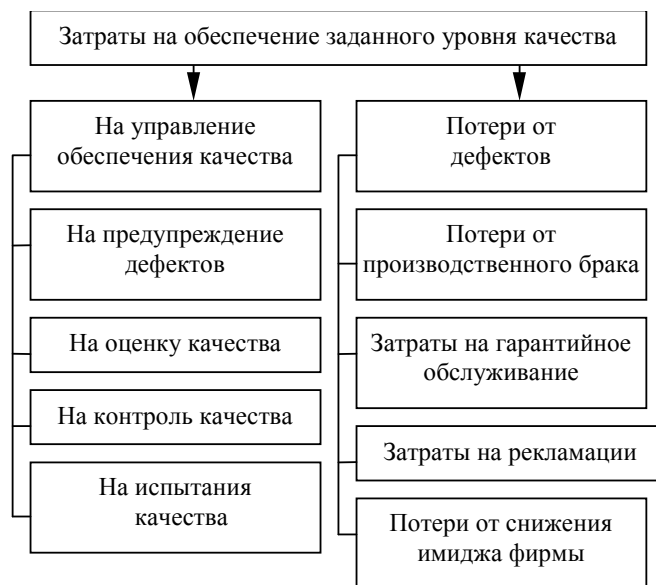 Затраты на обеспечение заданного уровня качества
На управление
обеспечения качества
На предупреждение
дефектов
На оценку качества
На контроль качества
На испытания
качества
Потери от
дефектов
Потери от
производственного брака
Затраты на гарантийное
обслуживание
Затраты на рекламации
Потери от снижения
имиджа фирмы